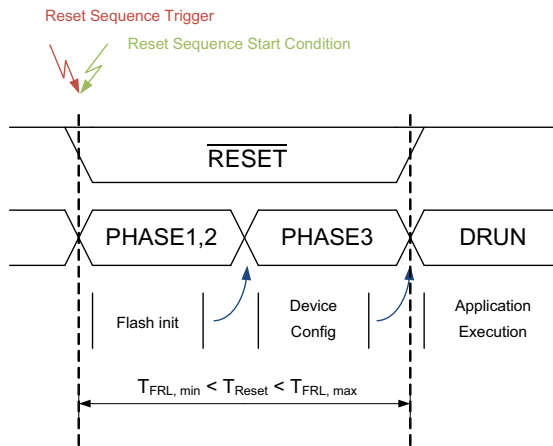 Reset Sequence Trigger
Reset Sequence Start Condition
RESET
PHASE1,2
PHASE3
DRUN
Flash init
Device
Config
Application
Execution
TFRL, min < TReset < TFRL, max